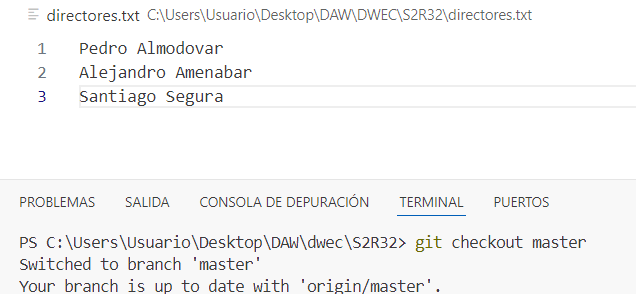 directores.txt C:\Users\Usuario\Desktop\DAW\DWEC\S2R32\directores.txt
1 Pedro Almodovar
2 Alejandro Amenabar
3 Santiago Segura
PROBLEMAS SALIDA CONSOLA DE DEPURACIÓN TERMINAL PUERTOS
PS C:\Users\Usuario\Desktop\DAW\dwec\S2R32> git checkout master
Switched to branch 'master'
Your branch is up to date with 'origin/master'.